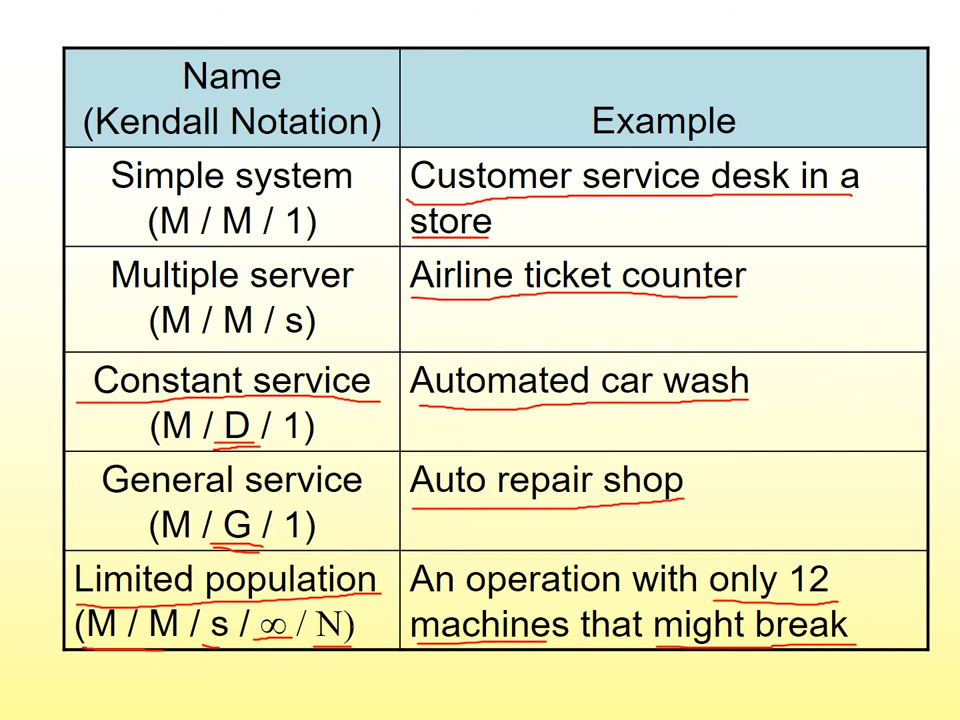 Name
(Kendall Notation)
Example
Simple system
(M / M / 1)
Customer service desk in a
store
Multiple server
(M / M / s)
Airline ticket counter
Constant service
(M / D / 1)
Automated car wash
General service
(M / G / 1)
Auto repair shop
Limited population
(M / M / s / ∞ / N)
An operation with only 12
machines that might break